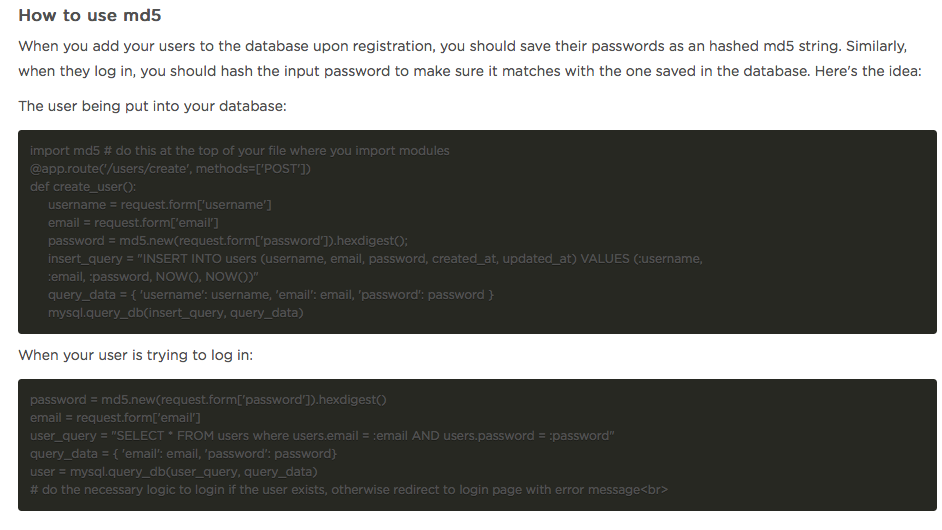 How to use md5
When you add your users to the database upon registration, you should save their passwords as an hashed md5 string. Similarly,
when they log in, you should hash the input password to make sure it matches with the one saved in the database. Here's the idea:
The user being put into your database:
import md5 # do this at the top of your file where you import modules
@app.route('/users/create', methods=['POST'])
def create_user():
username = request.form['username']
email = request.form['email']
password = md5.new(request.form['password']).hexdigest();
insert_query = "INSERT INTO users (username, email, password, created_at, updated_at) VALUES (:username,
:email, :password, NOW(), NOW())"
query_data = { 'username': username, 'email': email, 'password': password }
mysql.query_db(insert_query, query_data)
When your user is trying to log in:
password = md5.new(request.form['password']).hexdigest()
email = request.form['email']
user_query = "SELECT * FROM users where users.email = :email AND users.password = :password"
query_data = { 'email': email, 'password': password}
user = mysql.query_db(user_query, query_data)
# do the necessary logic to login if the user exists, otherwise redirect to login page with error message<br>